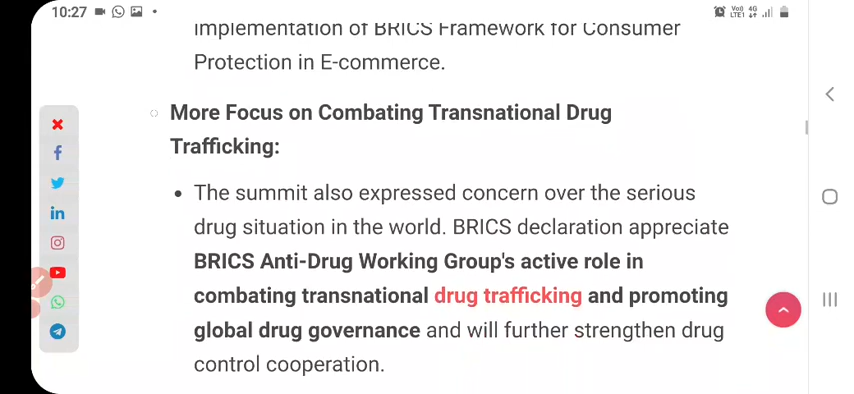 10:27
Vo) 4G
LTE1
implementation of BRICS Framework for Consumer
Protection in E-commerce.
More Focus on Combating Transnational Drug
Trafficking:
The summit also expressed concern over the serious
drug situation in the world. BRICS declaration appreciate
BRICS Anti-Drug Working Group's active role in
combating transnational drug trafficking and promoting
global drug governance and will further strengthen drug
control cooperation.